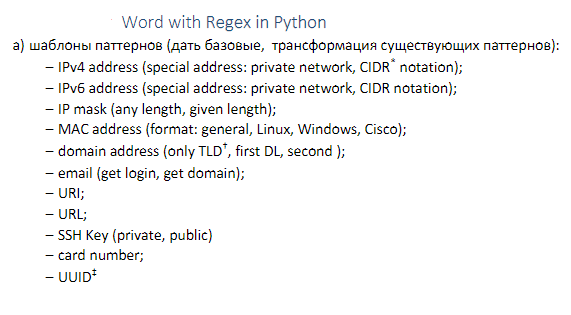 Word with Regex in Python
а) шаблоны паттернов (дать базовые, трансформация существующих паттернов):
– IPv4 address (special address: private network, CIDR* notation);
– IPv6 address (special address: private network, CIDR notation);
– IP mask (any length, given length);
– MAC address (format: general, Linux, Windows, Cisco);
– domain address (only TLD†, first DL, second );
– email (get login, get domain);
– URI;
– URL;
– SSH Key (private, public)
– card number;
– UUID‡